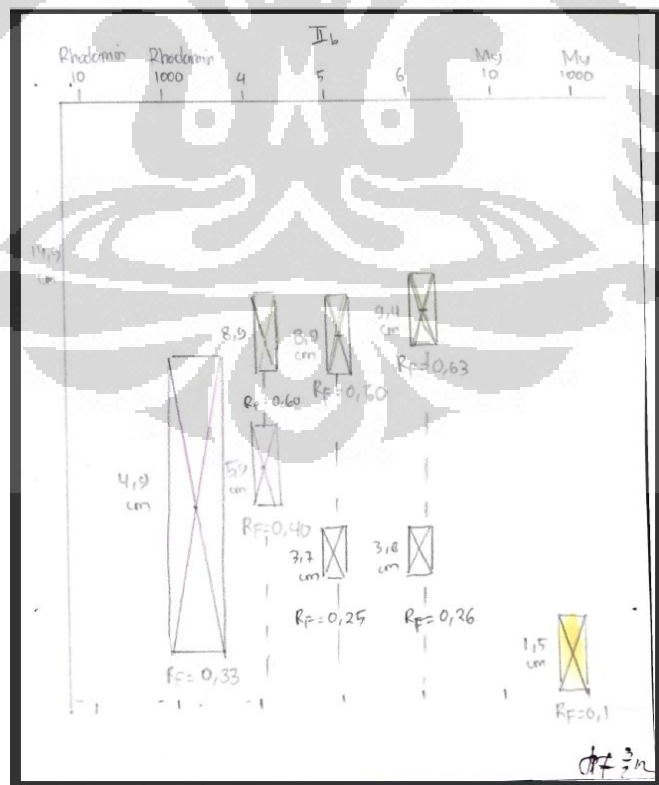 II b
Rhodamin 10 Rhodamin 1000 4 5 6 My 10 My 1000
14,9 cm
8,9
8,9 cm
9,4 cm
RF=0,60
RF=0,60
RF=0,63
4,9 cm
5,9 cm
RF=0,40
3,7 cm
3,8 cm
RF=0,25
RF=0,26
1,5 cm
RF=0,33
RF=0,1